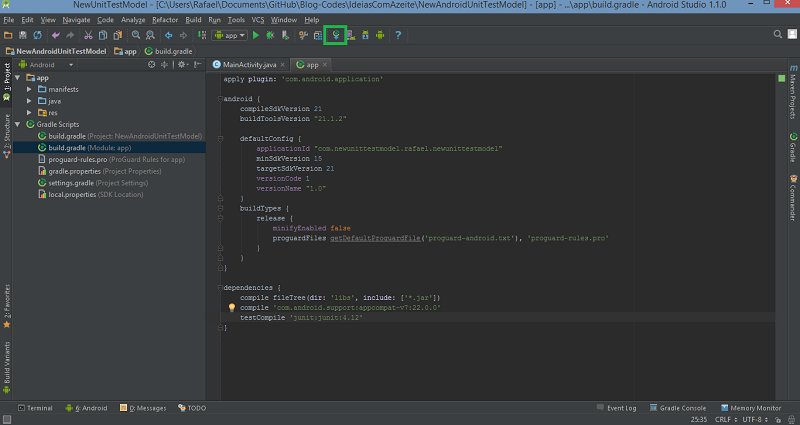 NewUnitTestModel - [C:\Users\Rafael\Documents\GitHub\Blog-Codes\IdeiasComAzeite\NewAndroidUnitTestModel] - [app] - ...\app\build.gradle - Android Studio 1.1.0
File Edit View Navigate Code Analyze Refactor Build Run Tools VCS Window Help
app
NewAndroidUnitTestModel app build.gradle
Android
MainActivity.java app
app
manifests
java
res
Gradle Scripts
build.gradle (Project: NewAndroidUnitTestModel)
build.gradle (Module: app)
proguard-rules.pro (ProGuard Rules for app)
gradle.properties (Project Properties)
settings.gradle (Project Settings)
local.properties (SDK Location)
1: Project
7: Structure
2: Favorites
Build Variants
apply plugin: 'com.android.application'
android {
compileSdkVersion 21
buildToolsVersion "21.1.2"
defaultConfig {
applicationId "com.newunittestmodel.rafael.newunittestmodel"
minSdkVersion 15
targetSdkVersion 21
versionCode 1
versionName "1.0"
}
buildTypes {
release {
minifyEnabled false
proguardFiles getDefaultProguardFile('proguard-android.txt'), 'proguard-rules.pro'
}
}
}
dependencies {
compile fileTree(dir: 'libs', include: ['*.jar'])
compile 'com.android.support:appcompat-v7:22.0.0'
testCompile 'junit:junit:4.12'
}
m
Maven Projects
Gradle
Commander
Terminal 6: Android 0: Messages TODO
Event Log Gradle Console Memory Monitor
25:35 CRLF UTF-8